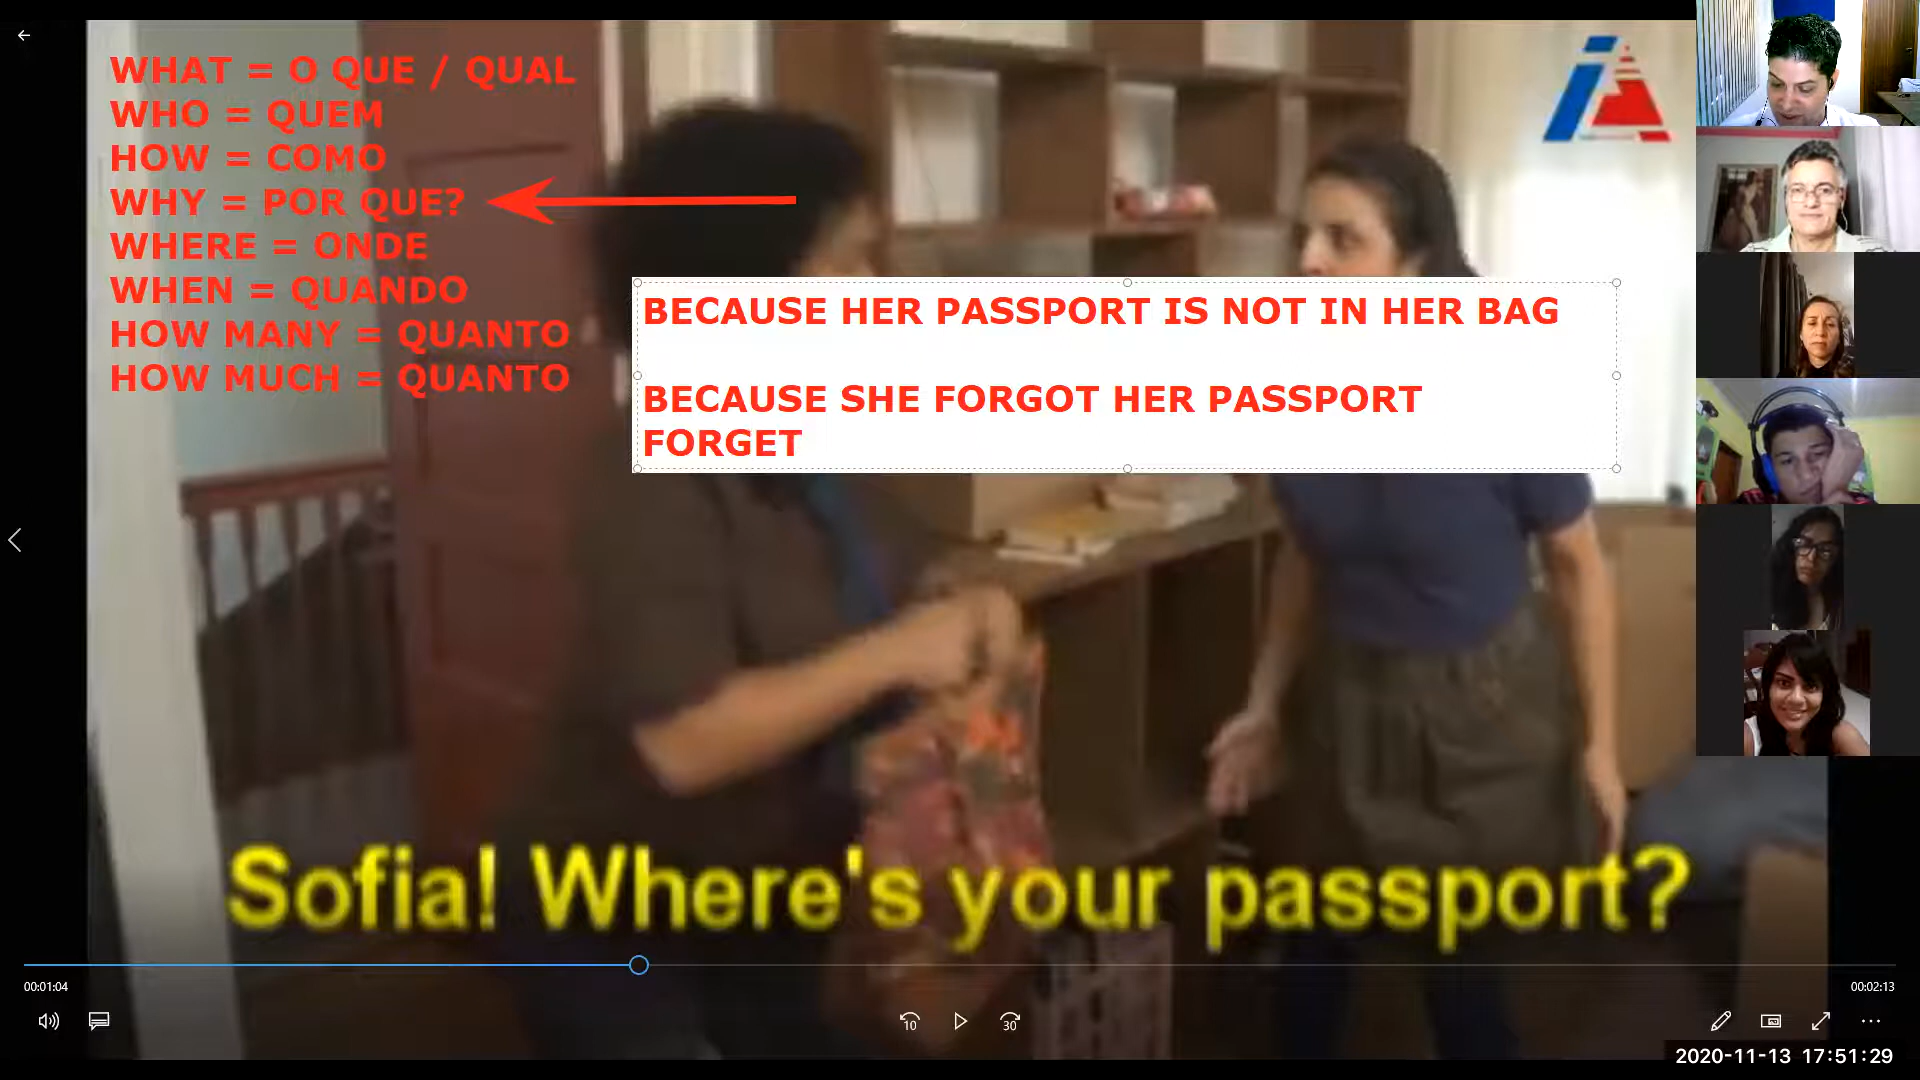 WHAT = O QUE / QUAL
WHO = QUEM
HOW = COMO
WHY = POR QUE?
WHERE = ONDE
WHEN = QUANDO
HOW MANY = QUANTO
HOW MUCH = QUANTO
BECAUSE HER PASSPORT IS NOT IN HER BAG
BECAUSE SHE FORGOT HER PASSPORT
FORGET
Sofia! Where's your passport?
00:01:04
00:02:13
10
30
2020-11-13 17:51:29